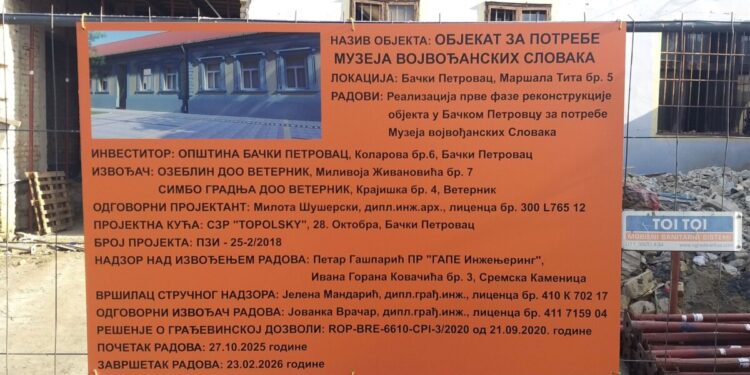 НАЗИВ ОБЈЕКТА: ОБЈЕКАТ ЗА ПОТРЕБЕ
МУЗЕЈА ВОЈВОЂАНСКИХ СЛОВАКА
ЛОКАЦИЈА: Бачки Петровац, Маршала Тита бр. 5
РАДОВИ: Реализација прве фазе реконструкције
објекта у Бачком Петровцу за потребе
Музеја војвођанских Словака
ИНВЕСТИТОР: ОПШТИНА БАЧКИ ПЕТРОВАЦ, Коларова бр.6, Бачки Петровац
ИЗВОЂАЧ: ОЗЕБЛИН ДОО ВЕТЕРНИК, Миливоја Живановића бр. 7
СИМБО ГРАДЊА ДОО ВЕТЕРНИК, Крајишка бр. 4, Ветерник
ОДГОВОРНИ ПРОЈЕКТАНТ: Милота Шушерски, дипл.инж.арх., лиценца бр. 300 L765 12
ПРОЈЕКТНА КУЋА: СЗР "TOPOLSKY", 28. Октобра, Бачки Петровац
БРОЈ ПРОЈЕКТА: ПЗИ - 25-2/2018
НАДЗОР НАД ИЗВОЂЕЊЕМ РАДОВА: Петар Гашпарић ПР "ГАПЕ Инжењеринг",
Ивана Горана Ковачића бр. 3, Сремска Каменица
ВРШИЛАЦ СТРУЧНОГ НАДЗОРА: Јелена Мандарић, дипл.грађ.инж., лиценца бр. 410 К 702 17
ОДГОВОРНИ ИЗВОЂАЧ РАДОВА: Јованка Врачар, дипл.грађ.инж., лиценца бр. 411 7159 04
РЕШЕЊЕ О ГРАЂЕВИНСКОЈ ДОЗВОЛИ: ROP-BRE-6610-CPI-3/2020 од 21.09.2020. године
ПОЧЕТАК РАДОВА: 27.10.2025 године
ЗАВРШЕТАК РАДОВА: 23.02.2026 године
TOI TOI
MOBILNI SANITARNI SISTEMI